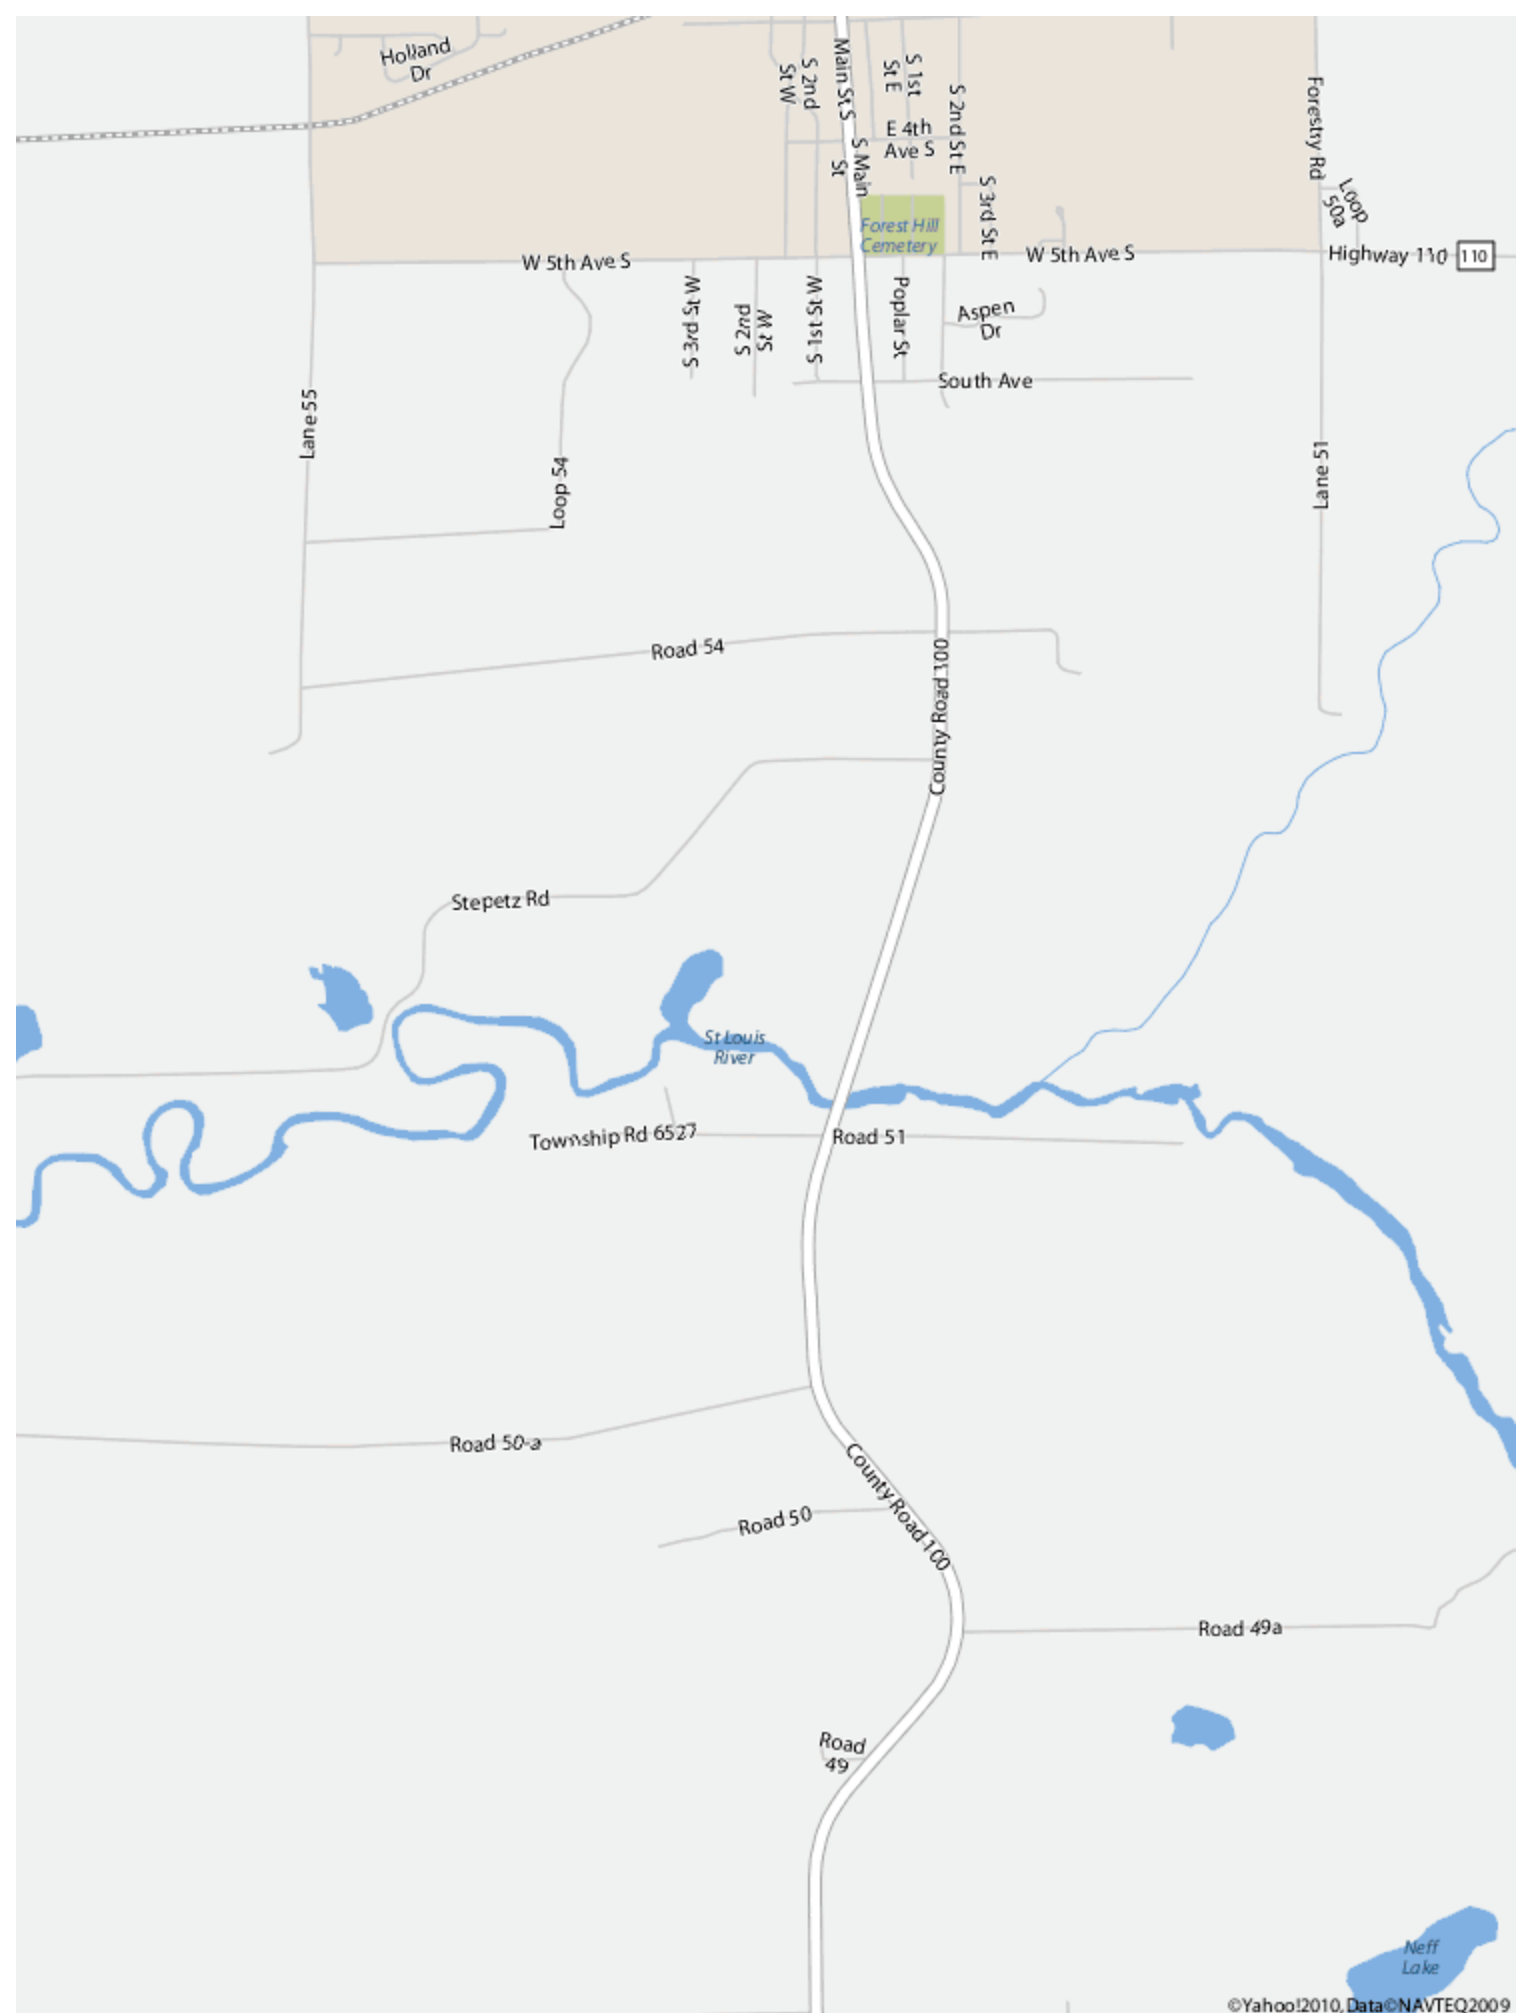 Holland
Dr
Main St S
S 2nd
St W
S 1st
St E
S 2nd St E
E 4th
Ave S
S Main
St
S 3rd St E
Forestry Rd
Loop
50a
Forest Hill
Cemetery
W 5th Ave S
W 5th Ave S
Highway 110
110
S 3rd St W
S 2nd
St W
S 1st St W
Poplar St
Aspen
Dr
South Ave
Lane 55
Loop 54
Lane 51
Road 54
County Road 100
Stepetz Rd
St Louis
River
Township Rd 6527
Road 51
Road 50-a
County Road 100
Road 50
Road 49a
Road
49
Neff
Lake
©Yahoo!2010, Data©NAVTEQ2009